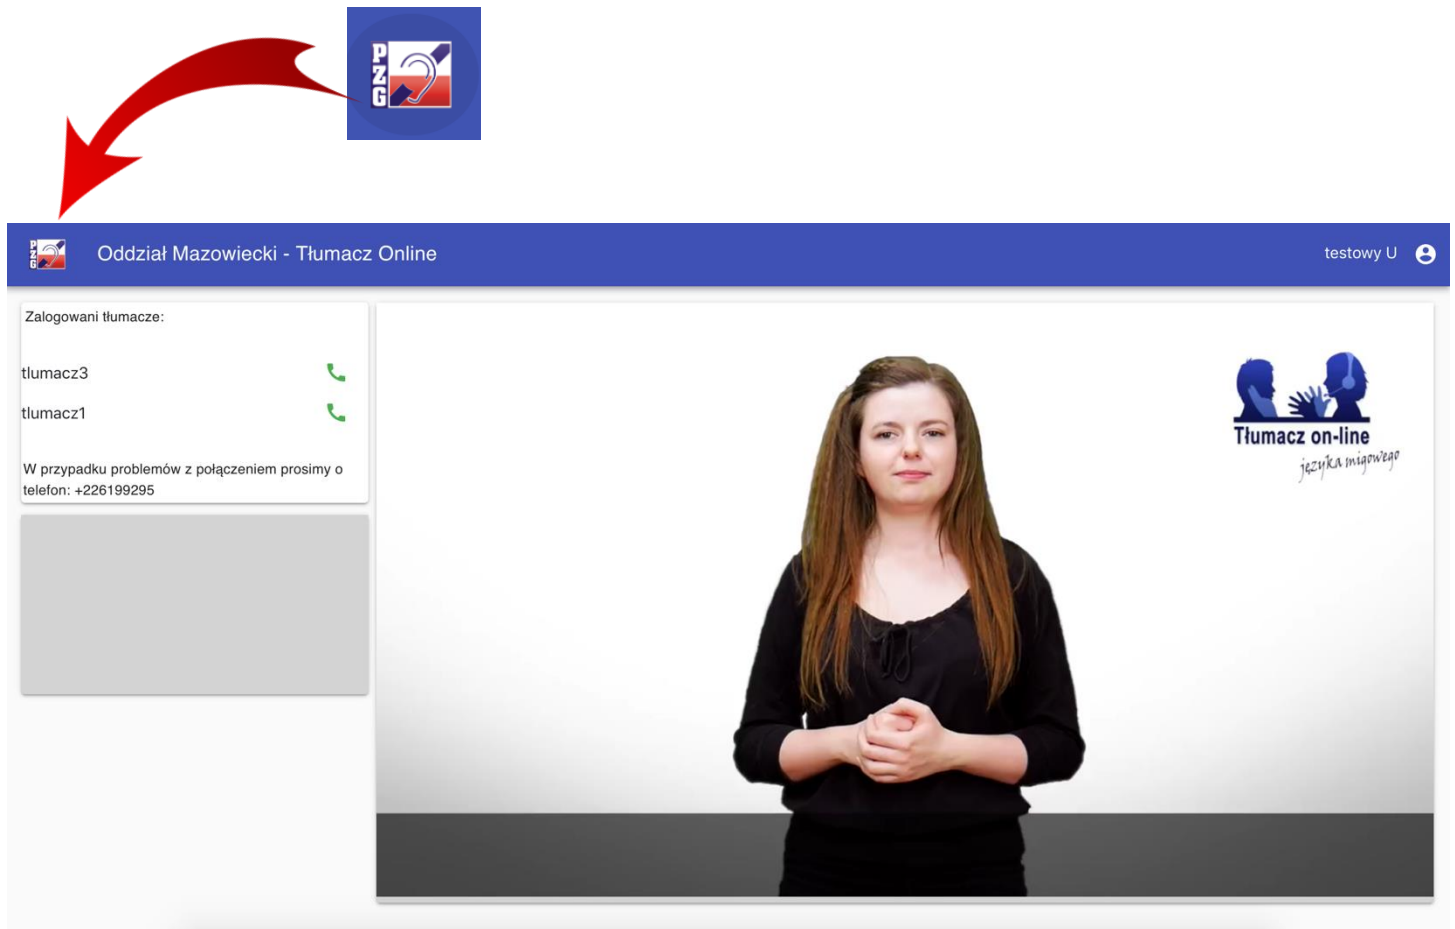 PZG
PZG
Oddział Mazowiecki - Tłumacz Online
testowy U
Zalogowani tłumacze:
tlumacz3
tlumacz1
W przypadku problemów z połączeniem prosimy o
telefon: +226199295
Tłumacz on-line
języka migowego